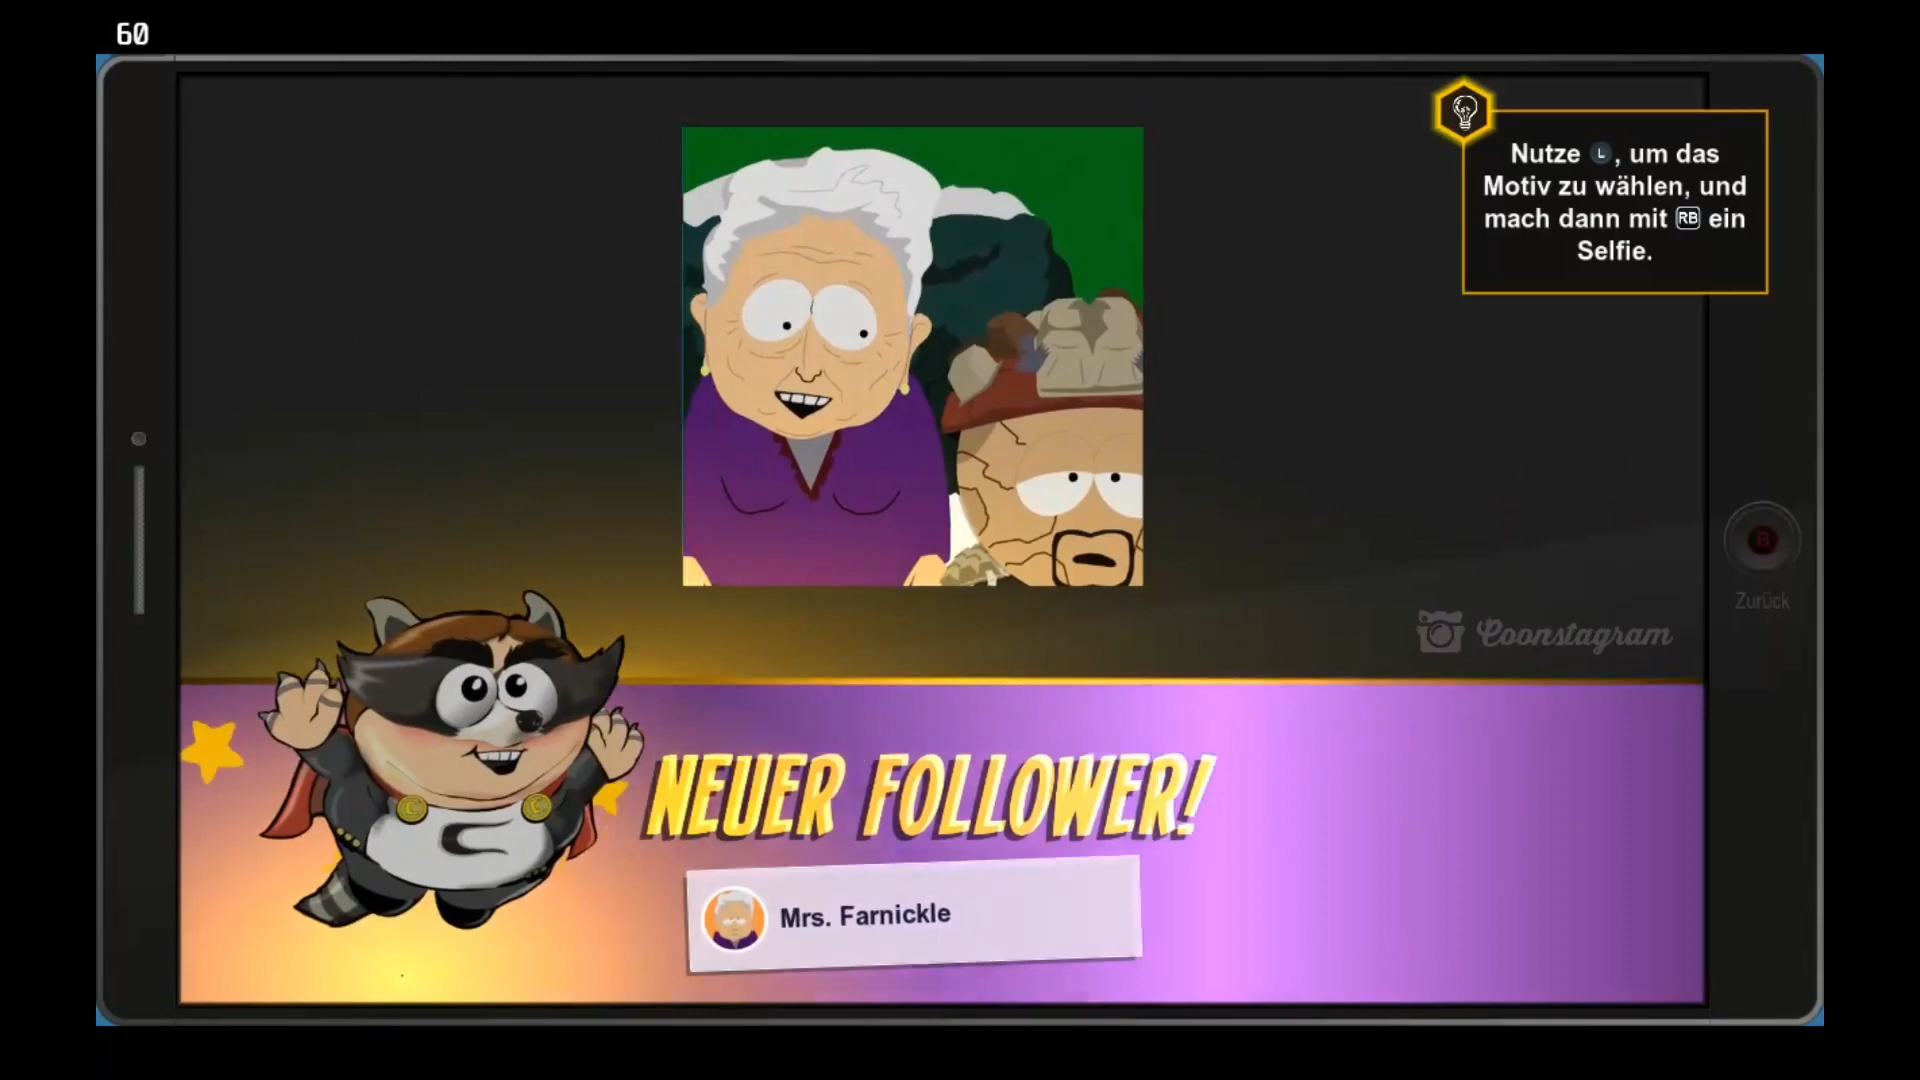 60
Nutze L, um das
Motiv zu wählen, und
mach dann mit RB ein
Selfie.
B
Zurück
Coonstagram
NEUER FOLLOWER!
Mrs. Farnickle